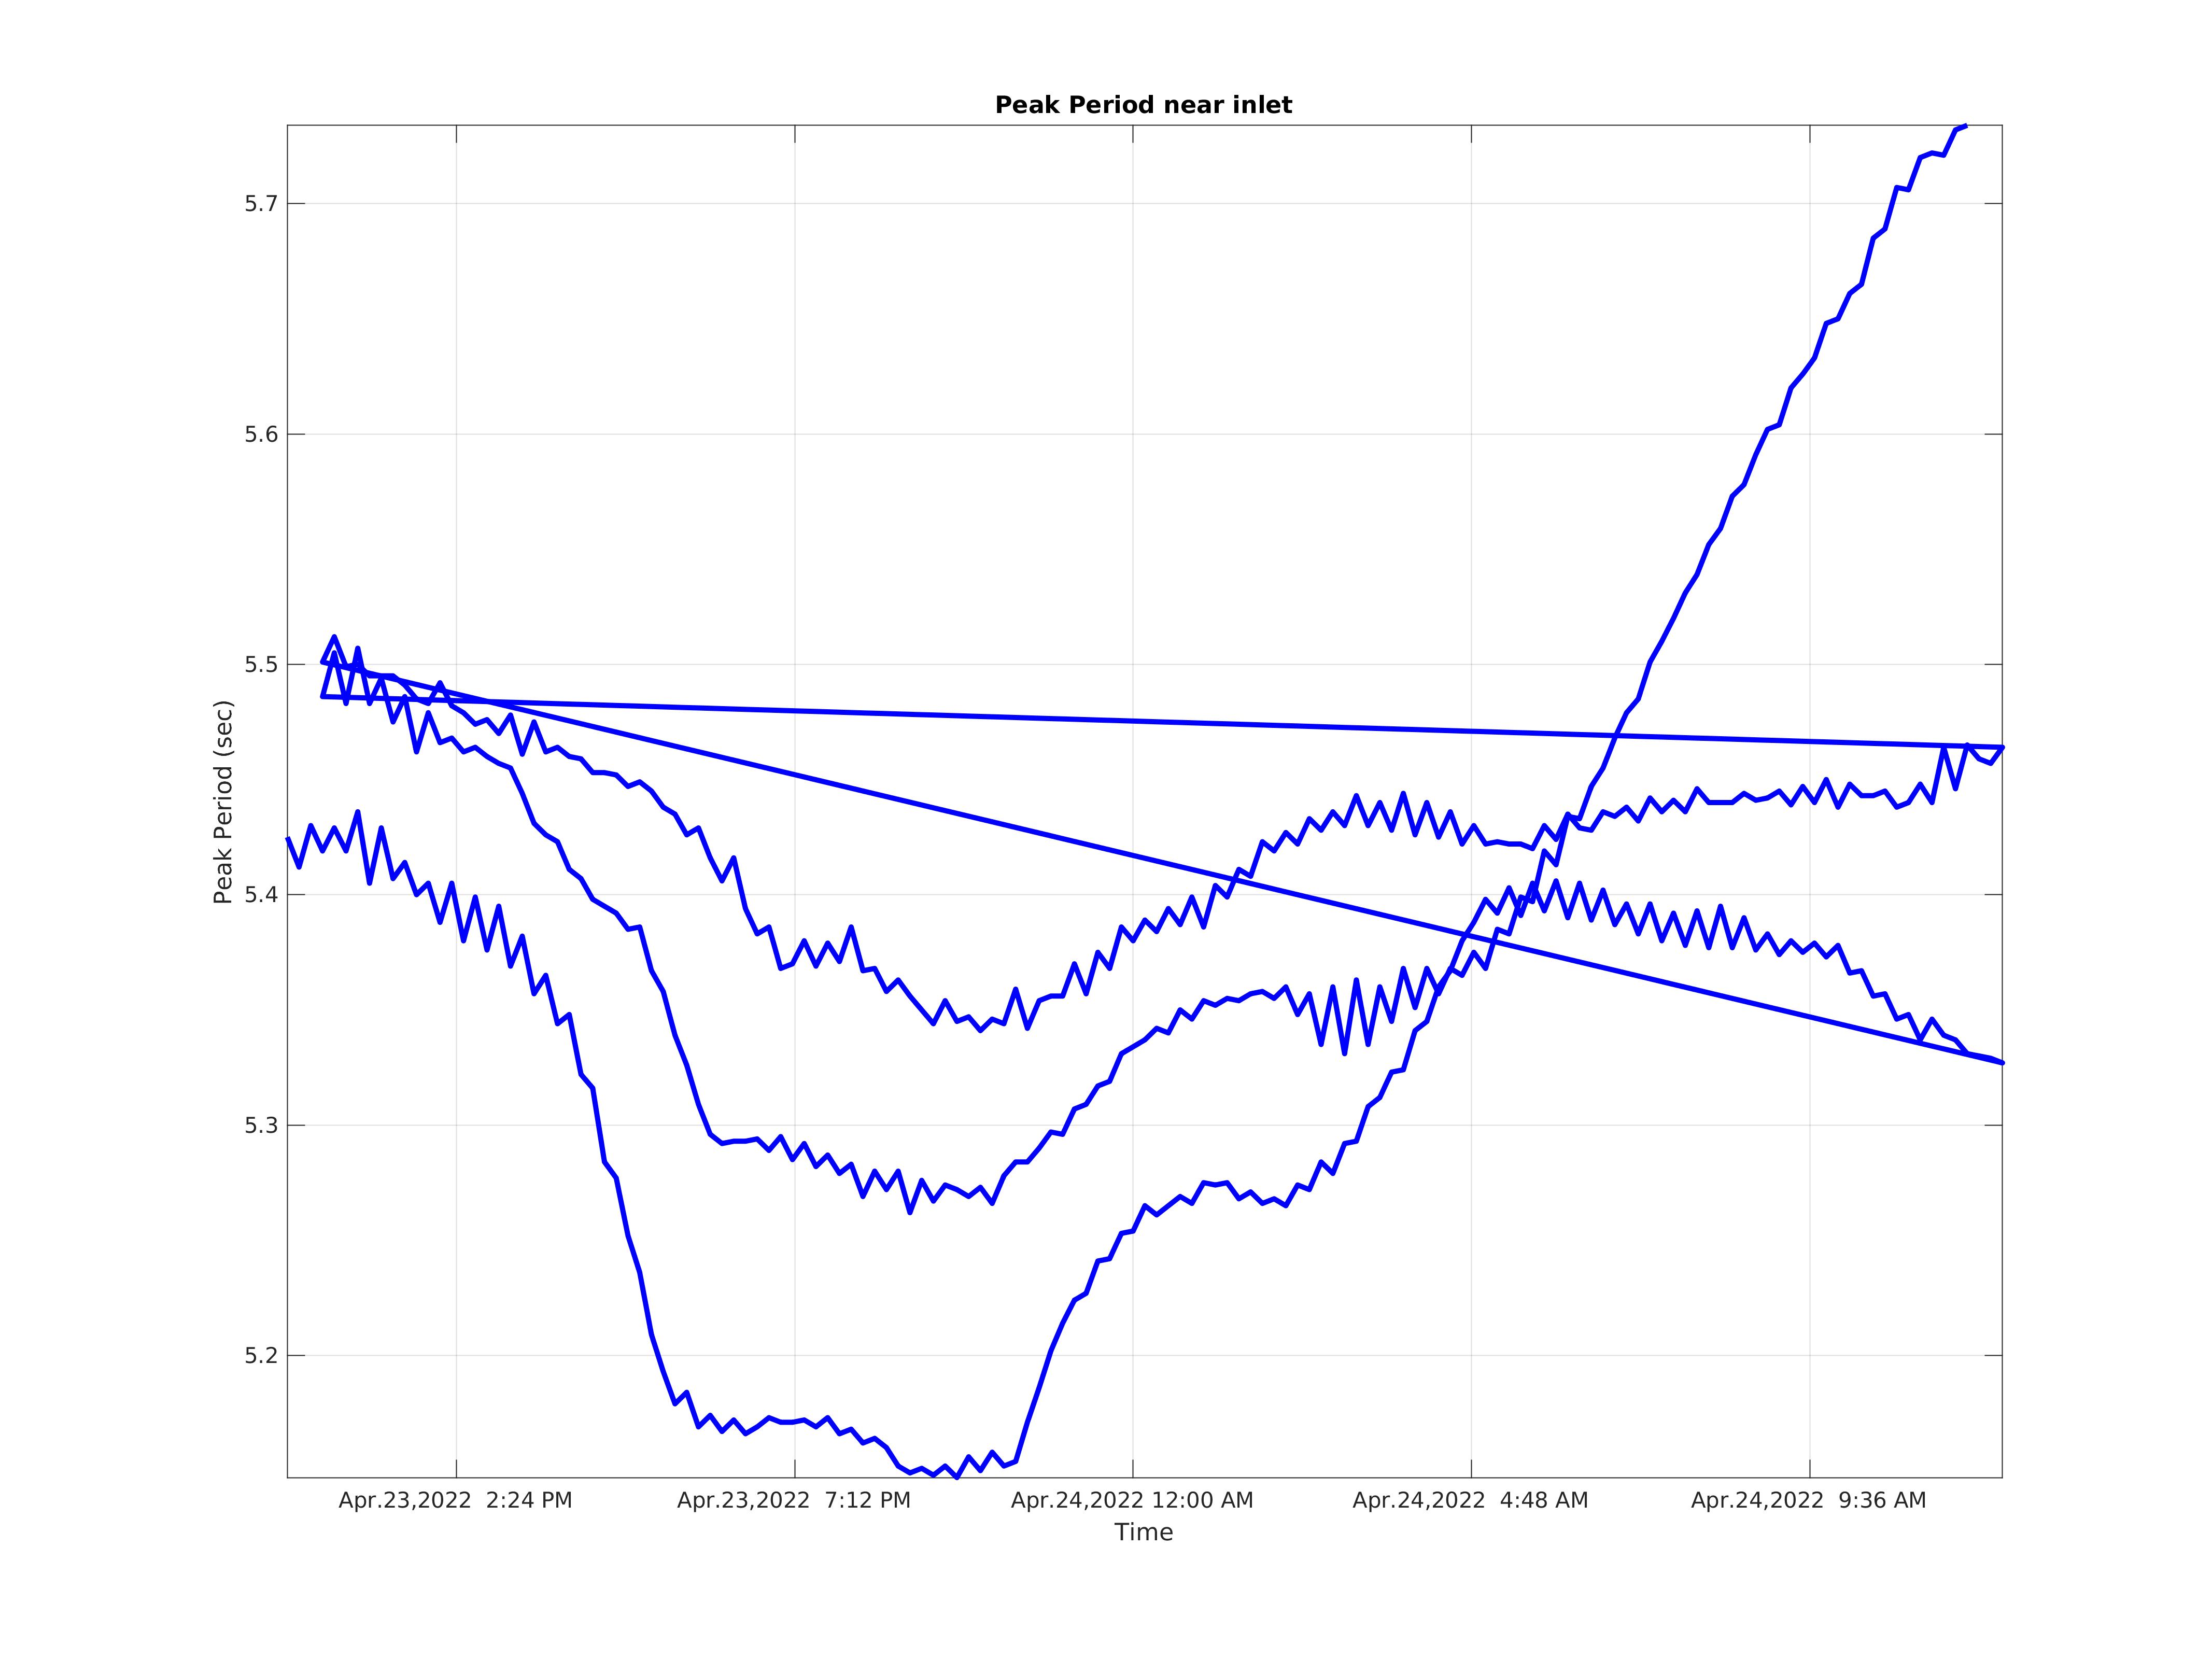 Peak Period near inlet
5.7
5.6
5.5
5.4
5.3
5.2
Peak Period (sec)
Apr.23,2022  2:24 PM
Apr.23,2022  7:12 PM
Apr.24,2022 12:00 AM
Apr.24,2022  4:48 AM
Apr.24,2022  9:36 AM
Time